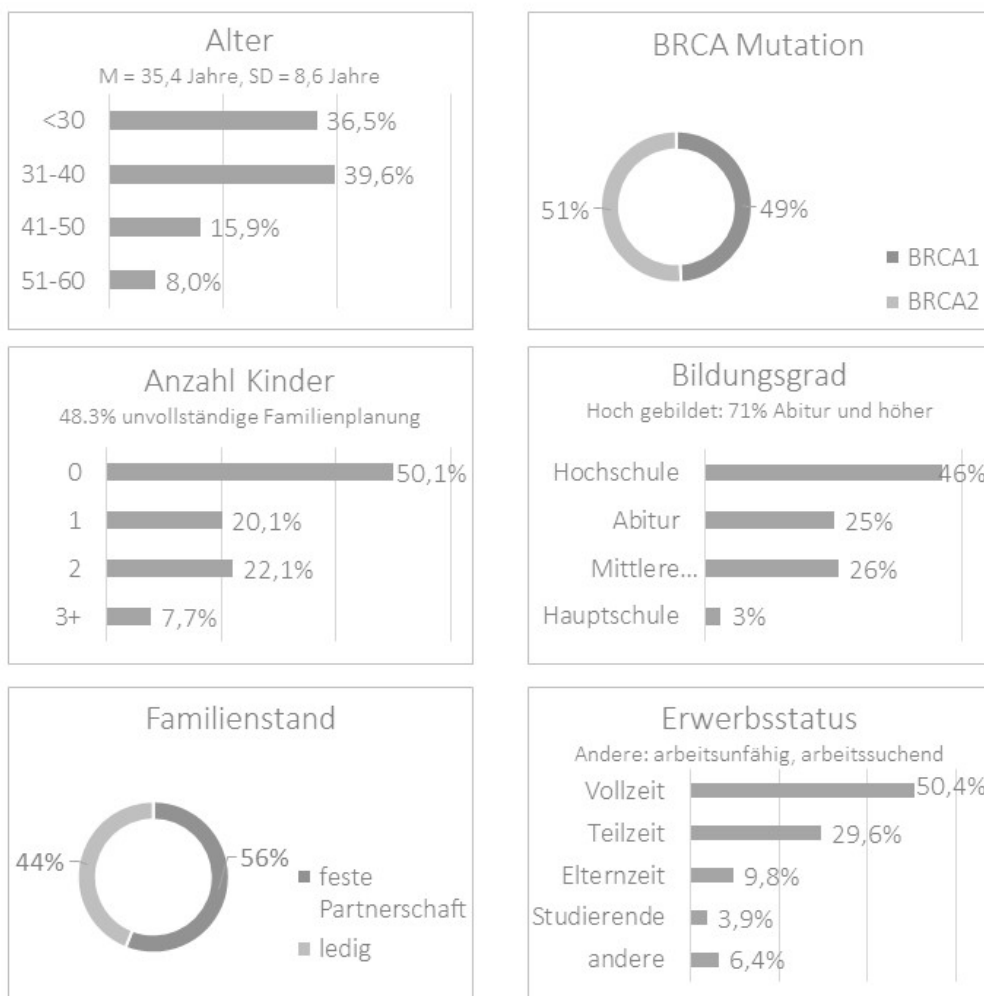 Alter
M = 35,4 Jahre, SD = 8,6 Jahre
<30 36,5%
31-40 39,6%
41-50 15,9%
51-60 8,0%
BRCA Mutation
51% 49%
BRCA1
BRCA2
Anzahl Kinder
48.3% unvollständige Familienplanung
0 50,1%
1 20,1%
2 22,1%
3+ 7,7%
Bildungsgrad
Hoch gebildet: 71% Abitur und höher
Hochschule 46%
Abitur 25%
Mittlere... 26%
Hauptschule 3%
Familienstand
44% 56%
feste
Partnerschaft
ledig
Erwerbsstatus
Andere: arbeitsunfähig, arbeitssuchend
Vollzeit 50,4%
Teilzeit 29,6%
Elternzeit 9,8%
Studierende 3,9%
andere 6,4%